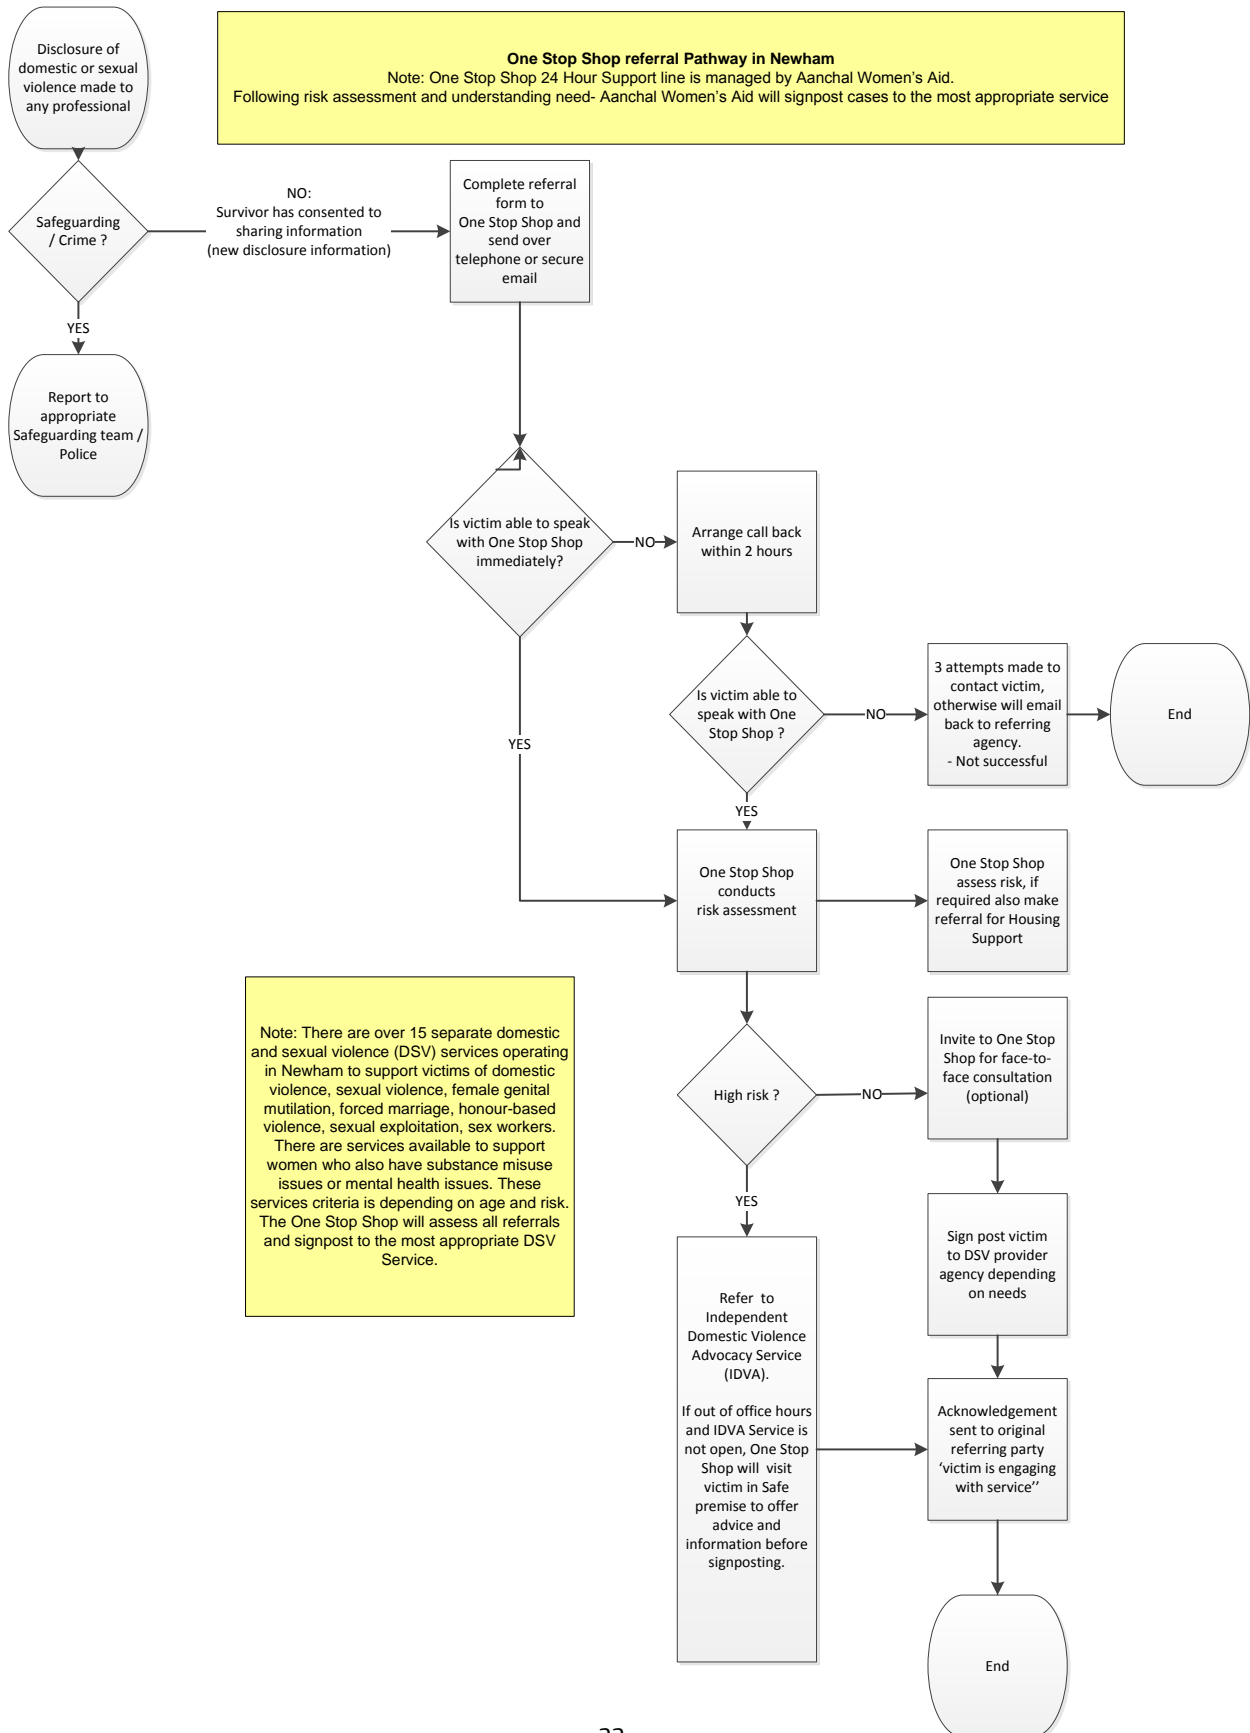 Disclosure of
domestic or sexual
violence made to
any professional
One Stop Shop referral Pathway in Newham
Note: One Stop Shop 24 Hour Support line is managed by Aanchal Women's Aid.
Following risk assessment and understanding need- Aanchal Women's Aid will signpost cases to the most appropriate service
Safeguarding
/ Crime ?
NO:
Survivor has consented to
sharing information
(new disclosure information)
Complete referral
form to
One Stop Shop and
send over
telephone or secure
email
YES
Report to
appropriate
Safeguarding team /
Police
Is victim able to speak
with One Stop Shop
immediately?
NO
Arrange call back
within 2 hours
Is victim able to
speak with One
Stop Shop ?
NO
3 attempts made to
contact victim,
otherwise will email
back to referring
agency.
- Not successful
End
YES
YES
One Stop Shop
conducts
risk assessment
One Stop Shop
assess risk, if
required also make
referral for Housing
Support
Note: There are over 15 separate domestic
and sexual violence (DSV) services operating
in Newham to support victims of domestic
violence, sexual violence, female genital
mutilation, forced marriage, honour-based
violence, sexual exploitation, sex workers.
There are services available to support
women who also have substance misuse
issues or mental health issues. These
services criteria is depending on age and risk.
The One Stop Shop will assess all referrals
and signpost to the most appropriate DSV
Service.
High risk ?
NO
Invite to One Stop
Shop for face-to-
face consultation
(optional)
YES
Sign post victim
to DSV provider
agency depending
on needs
Refer to
Independent
Domestic Violence
Advocacy Service
(IDVA).
If out of office hours
and IDVA Service is
not open, One Stop
Shop will visit
victim in Safe
premise to offer
advice and
information before
signposting.
Acknowledgement
sent to original
referring party
‘victim is engaging
with service’’
End